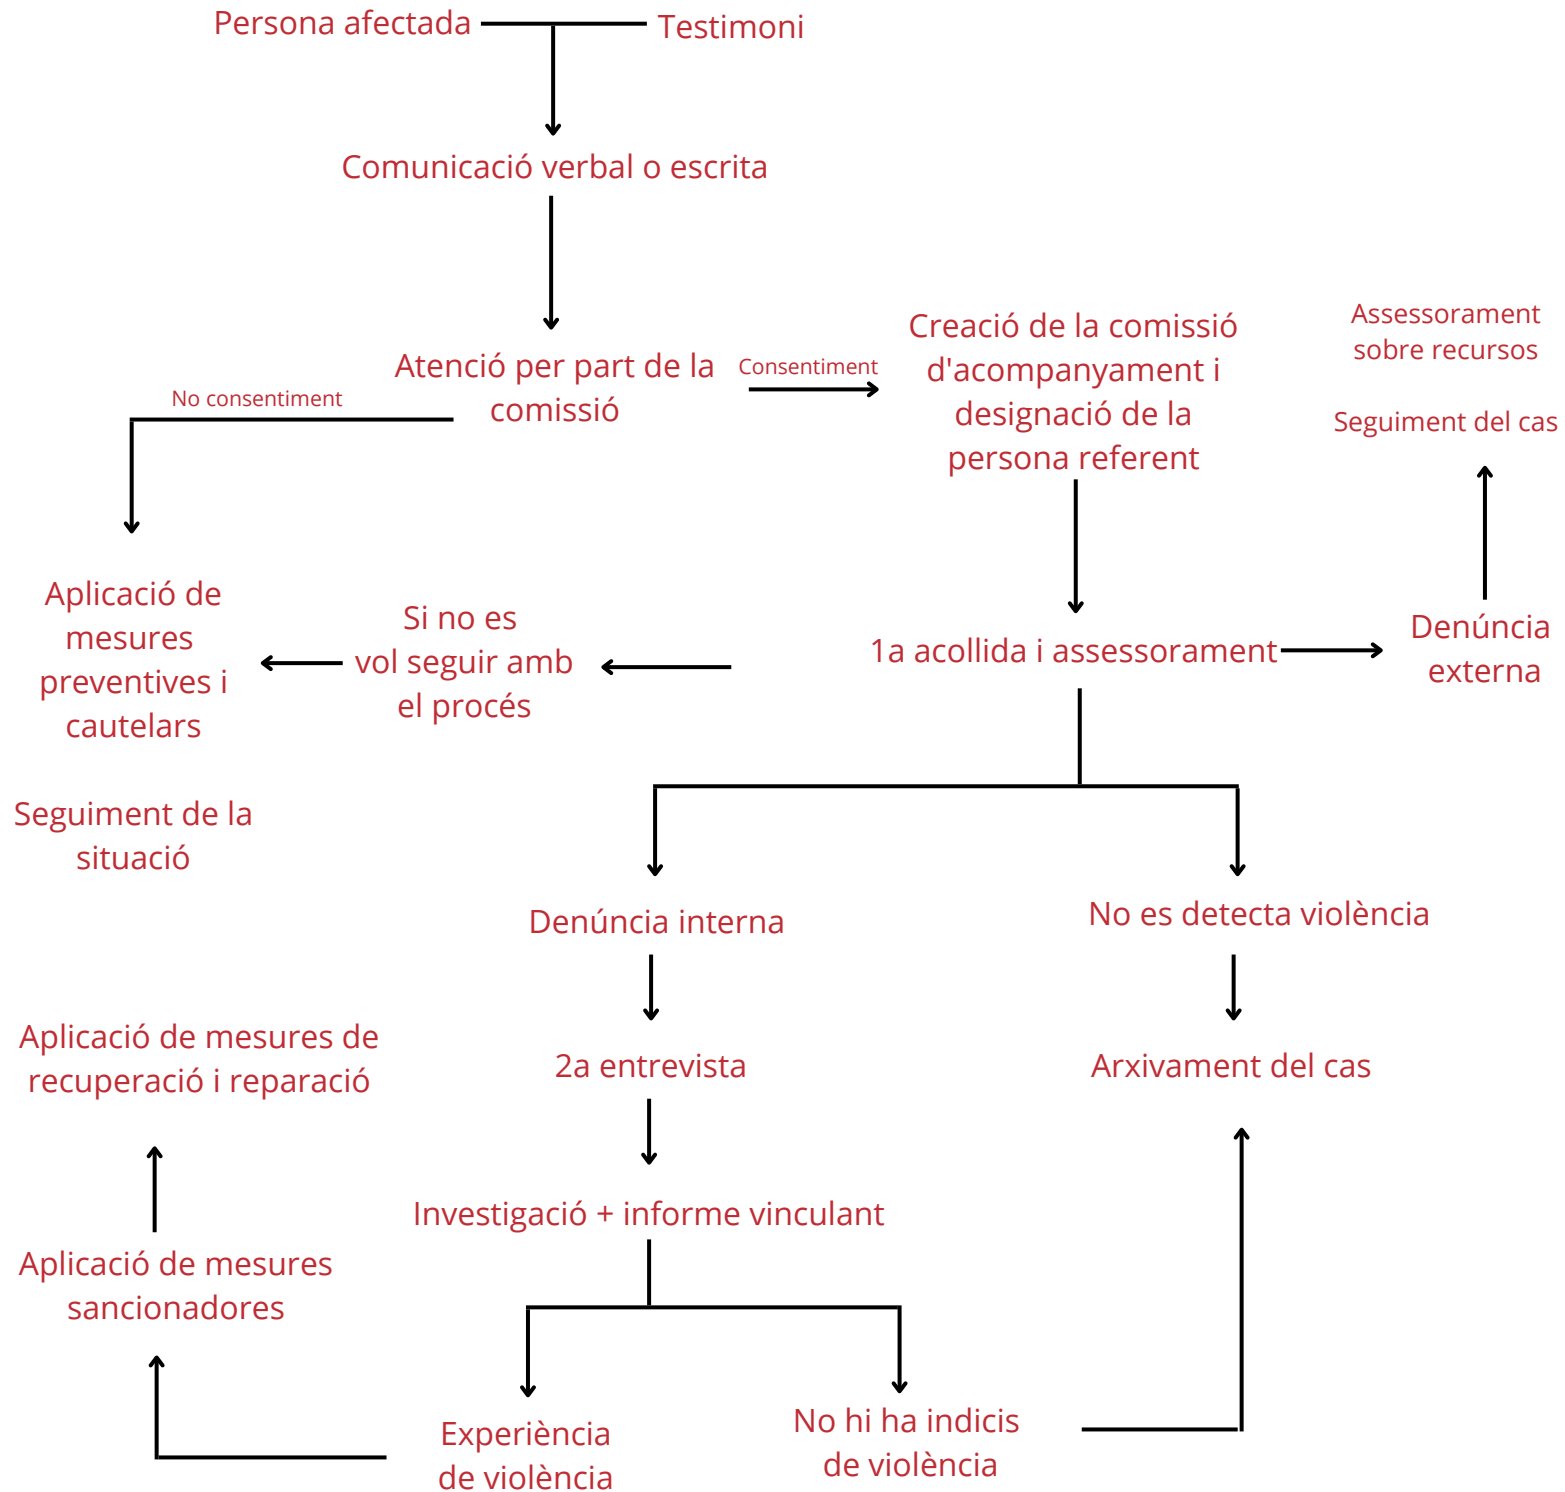 Persona afectada
Testimoni
Comunicació verbal o escrita
Atenció per part de la
comissió
Consentiment
No consentiment
Creació de la comissió
d'acompanyament i
designació de la
persona referent
Assessorament
sobre recursos
Seguiment del cas
Aplicació de
mesures
preventives i
cautelars
Seguiment de la
situació
Si no es
vol seguir amb
el procés
1a acollida i assessorament
Denúncia
externa
Denúncia interna
No es detecta violència
2a entrevista
Arxivament del cas
Aplicació de mesures de
recuperació i reparació
Investigació + informe vinculant
Aplicació de mesures
sancionadores
Experiència
de violència
No hi ha indicis
de violència